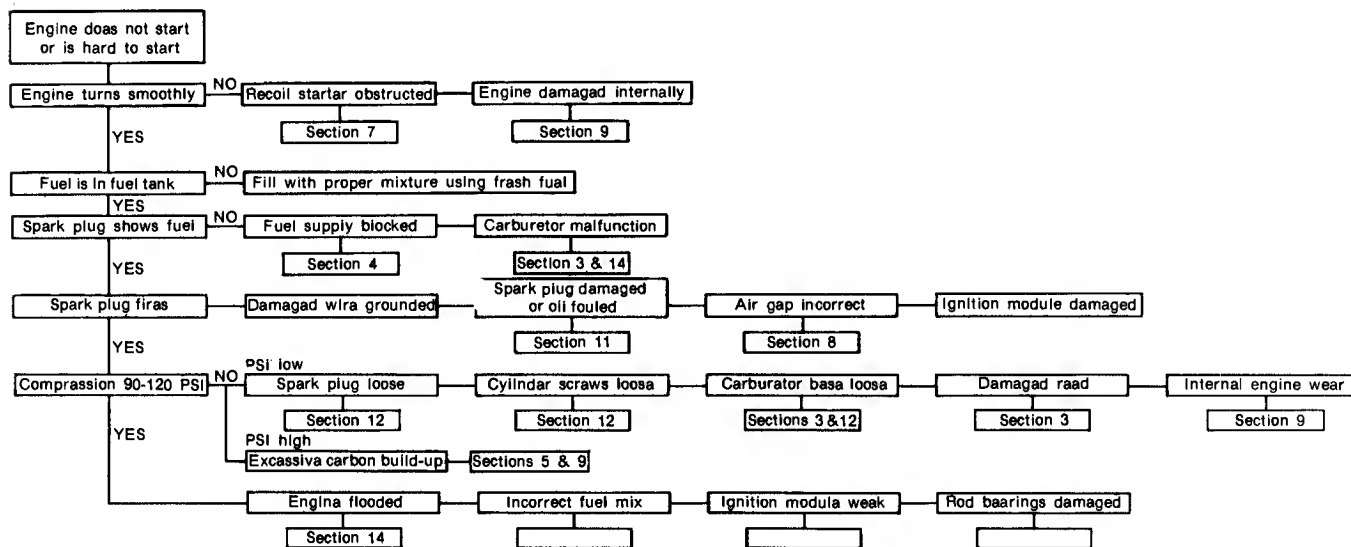 Engine doas not start
or is hard to start
Engine turns smoothly
NO
Recoil startar obstructed
Engine damagad internally
Section 7
Section 9
YES
Fuel is In fuel tank
NO
Fill with proper mixture using frash fual
YES
Spark plug shows fuel
NO
Fuel supply blocked
Carburetor malfunction
Section 4
Section 3 & 14
YES
Spark plug firas
Damagad wira grounded
Spark plug damaged
or oil fouled
Air gap incorrect
Ignition module damaged
Section 11
Section 8
YES
Comprassion 90-120 PSI
NO
PSI low
Spark plug loose
Cylindar scraws loosa
Carburator basa loosa
Damagad raad
Internal engine wear
Section 12
Section 12
Sections 3 & 12
Section 3
Section 9
YES
PSI high
Excassiva carbon build-up
Sections 5 & 9
Engina flooded
Incorrect fuel mix
Ignition modula weak
Rod baarings damaged
Section 14